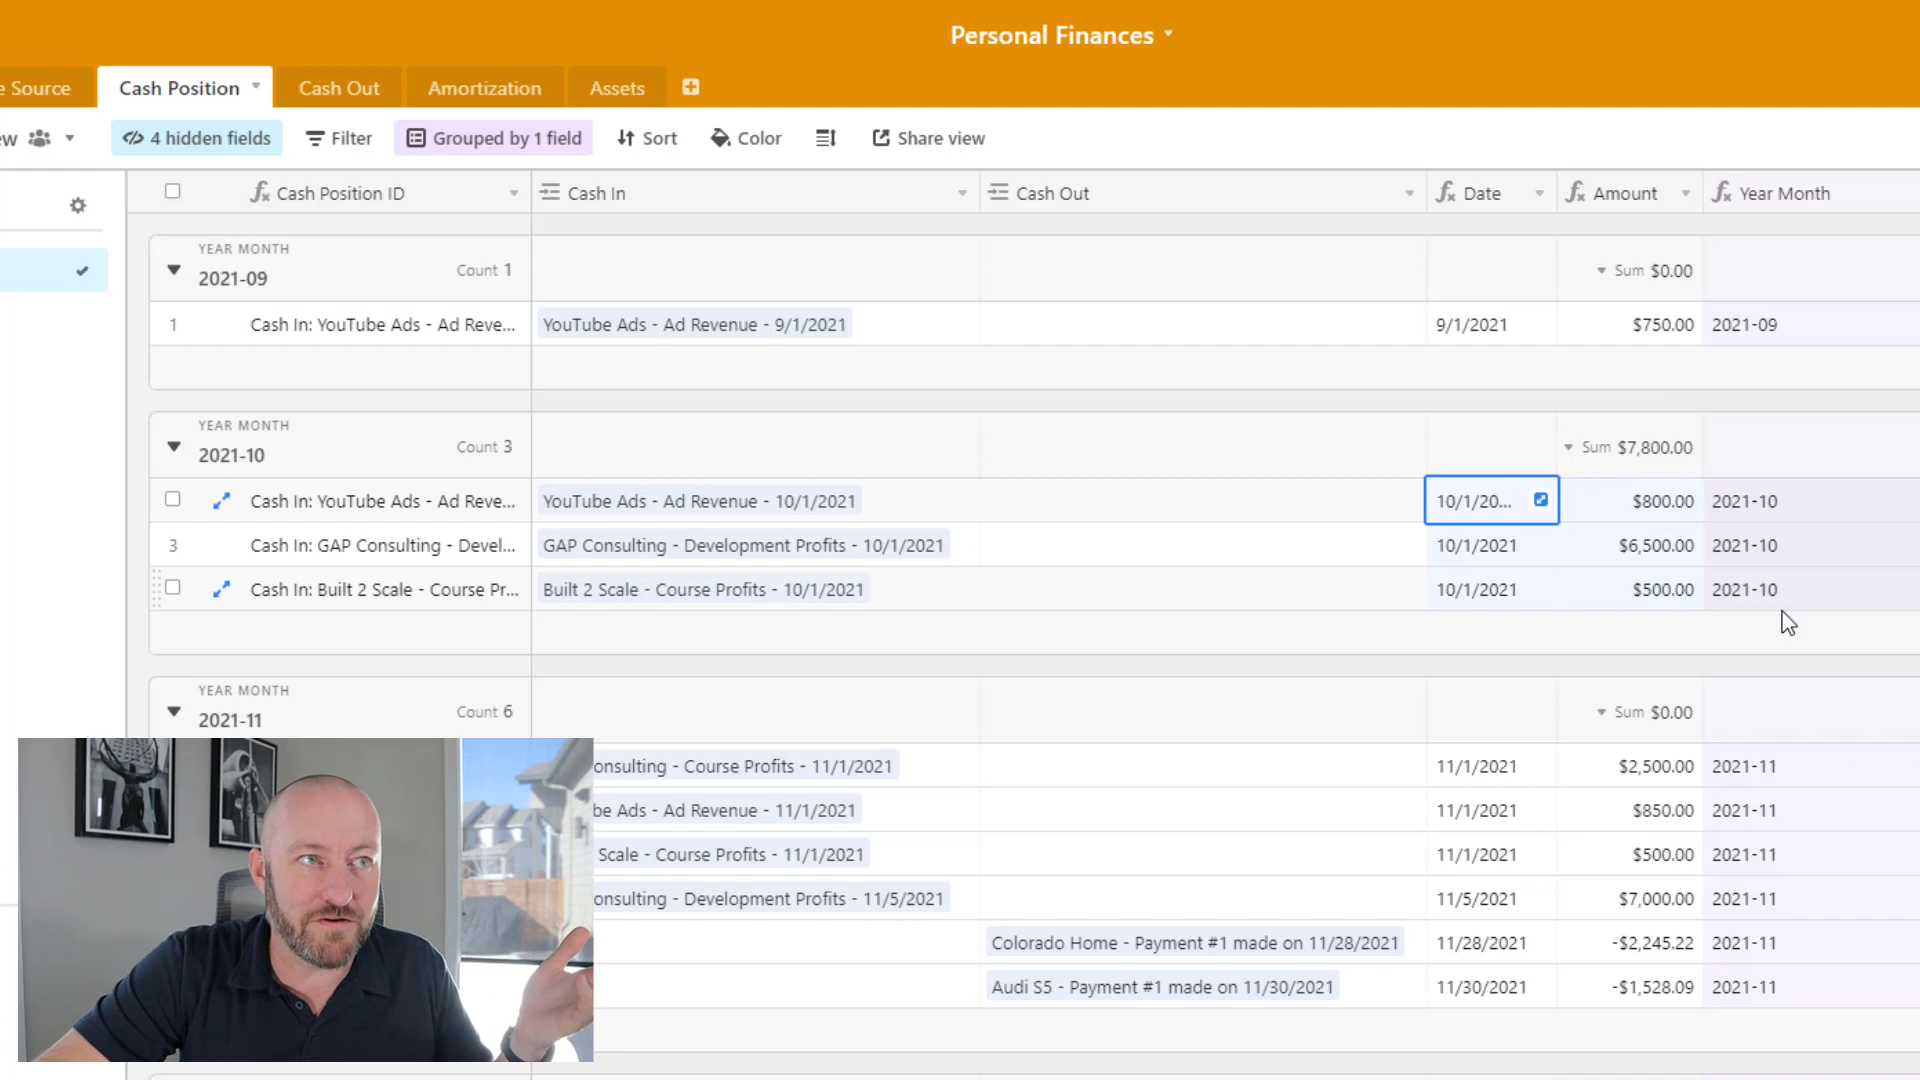 Personal Finances
e Source Cash Position Cash Out Amortization Assets
ew 4 hidden fields Filter Grouped by 1 field Sort Color Share view
Cash Position ID Cash In Cash Out Date Amount Year Month
YEAR MONTH
2021-09 Count 1 Sum $0.00
1 Cash In: YouTube Ads - Ad Reve... YouTube Ads - Ad Revenue - 9/1/2021 9/1/2021 $750.00 2021-09
YEAR MONTH
2021-10 Count 3 Sum $7,800.00
Cash In: YouTube Ads - Ad Reve... YouTube Ads - Ad Revenue - 10/1/2021 10/1/20... $800.00 2021-10
3 Cash In: GAP Consulting - Devel... GAP Consulting - Development Profits - 10/1/2021 10/1/2021 $6,500.00 2021-10
Cash In: Built 2 Scale - Course Pr... Built 2 Scale - Course Profits - 10/1/2021 10/1/2021 $500.00 2021-10
YEAR MONTH
2021-11 Count 6 Sum $0.00
onsulting - Course Profits - 11/1/2021 11/1/2021 $2,500.00 2021-11
be Ads - Ad Revenue - 11/1/2021 11/1/2021 $850.00 2021-11
Scale - Course Profits - 11/1/2021 11/1/2021 $500.00 2021-11
onsulting - Development Profits - 11/5/2021 11/5/2021 $7,000.00 2021-11
Colorado Home - Payment #1 made on 11/28/2021 11/28/2021 -$2,245.22 2021-11
Audi S5 - Payment #1 made on 11/30/2021 11/30/2021 -$1,528.09 2021-11